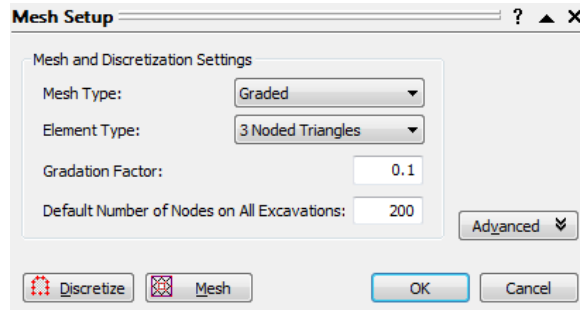 Mesh Setup ?
Mesh and Discretization Settings
Mesh Type: Graded
Element Type: 3 Noded Triangles
Gradation Factor: 0.1
Default Number of Nodes on All Excavations: 200
Advanced
Discretize Mesh OK Cancel